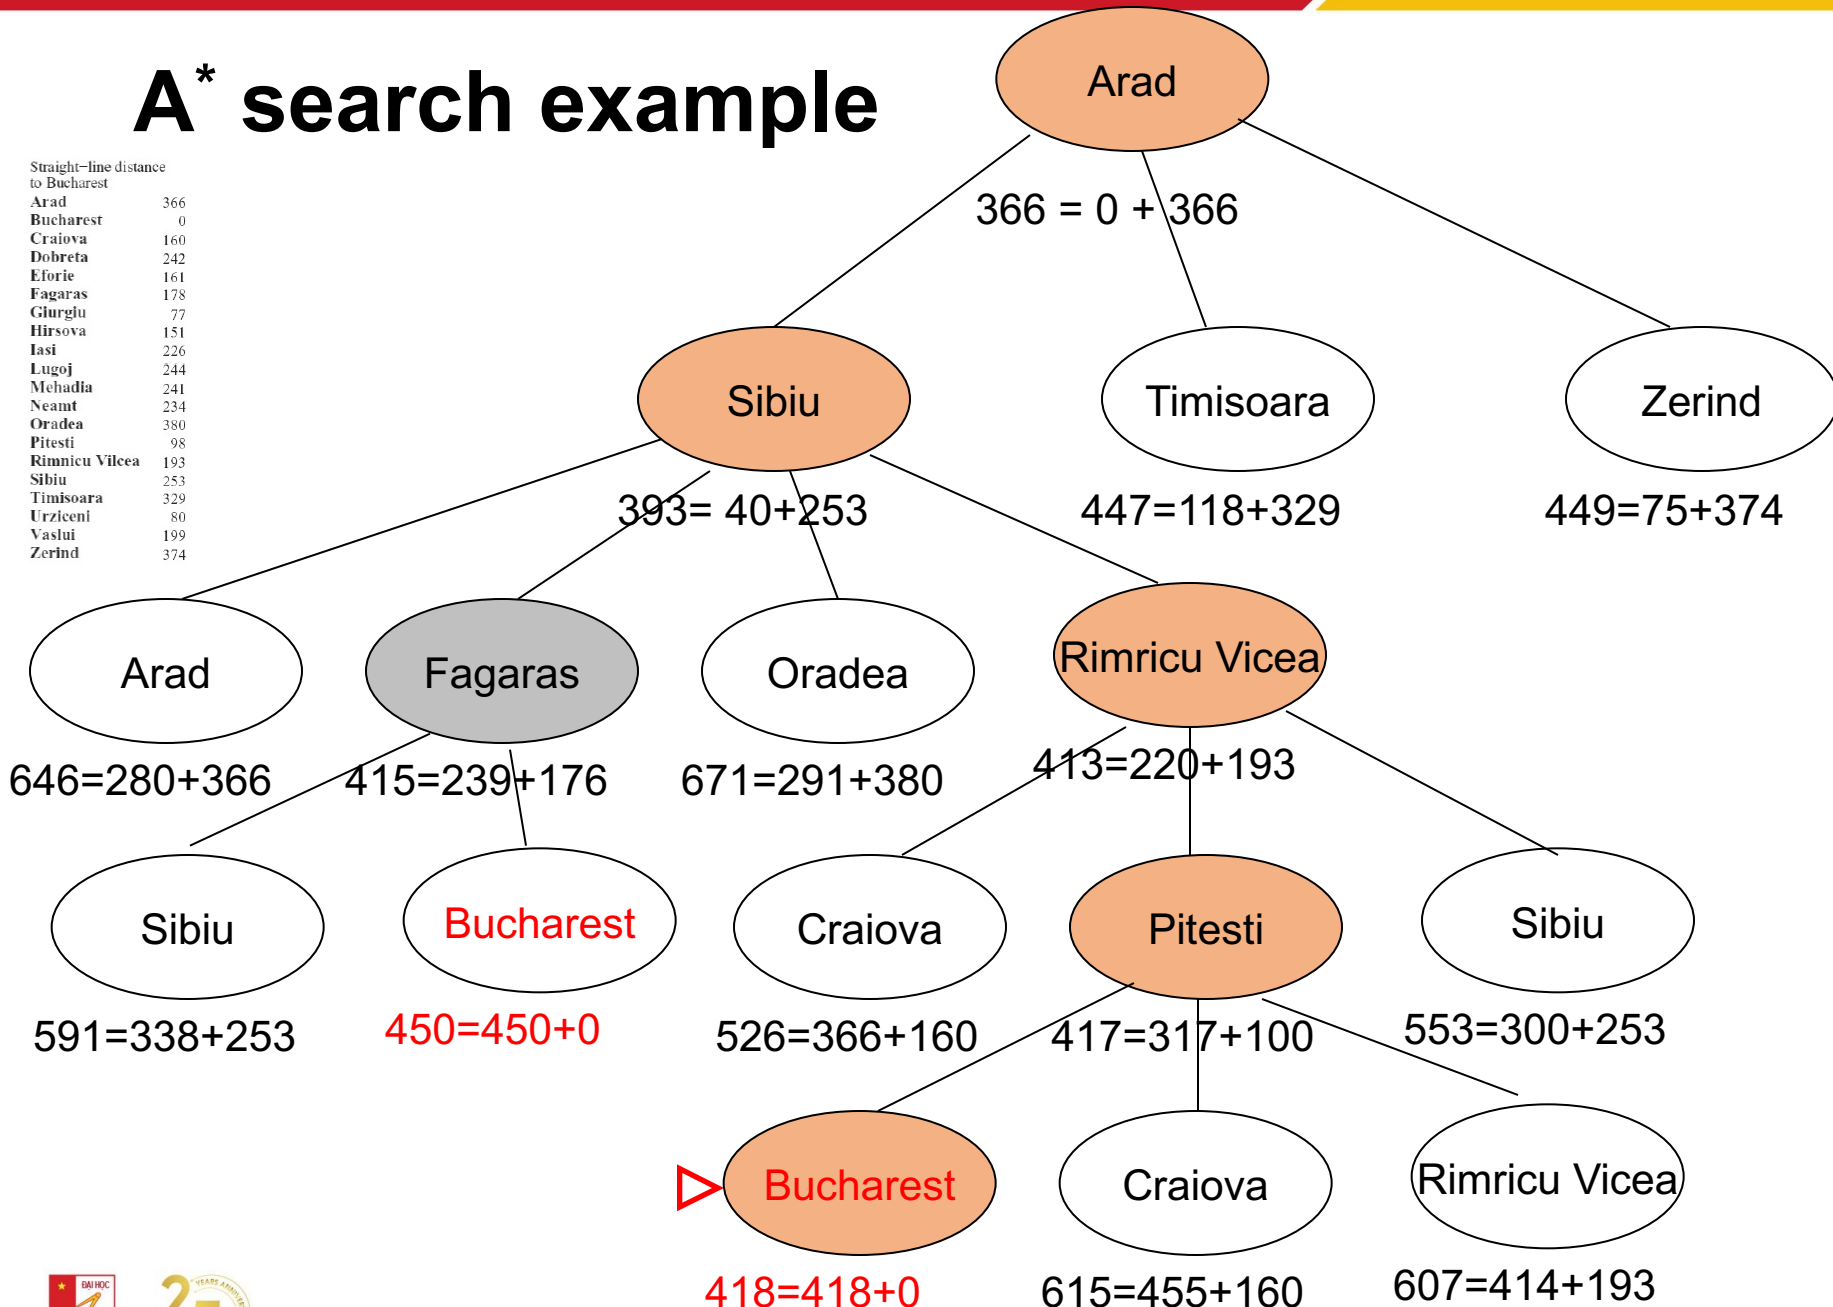 A* search example
Straight-line distance
to Bucharest
Arad 366
Bucharest 0
Craiova 160
Dobreta 242
Eforie 161
Fagaras 178
Giurgiu 77
Hirsova 151
Iasi 226
Lugoj 244
Mehadia 241
Neamt 234
Oradea 380
Pitesti 98
Rimnicu Vilcea 193
Sibiu 253
Timisoara 329
Urziceni 80
Vaslui 199
Zerind 374
Arad
366 = 0 + 366
Sibiu
Timisoara
Zerind
393= 40+253
447=118+329
449=75+374
Arad
Fagaras
Oradea
Rimricu Vicea
646=280+366
415=239+176
671=291+380
413=220+193
Sibiu
Bucharest
Craiova
Pitesti
Sibiu
591=338+253
450=450+0
526=366+160
417=317+100
553=300+253
Bucharest
Craiova
Rimricu Vicea
418=418+0
615=455+160
607=414+193
ĐẠI HỌC
YEARS